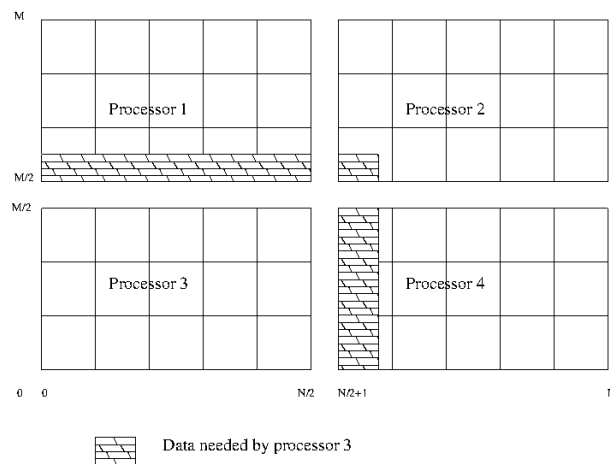 M
Processor 1
Processor 2
M/2
M/2
Processor 3
Processor 4
0 0 N/2 N/2+1
Data needed by processor 3